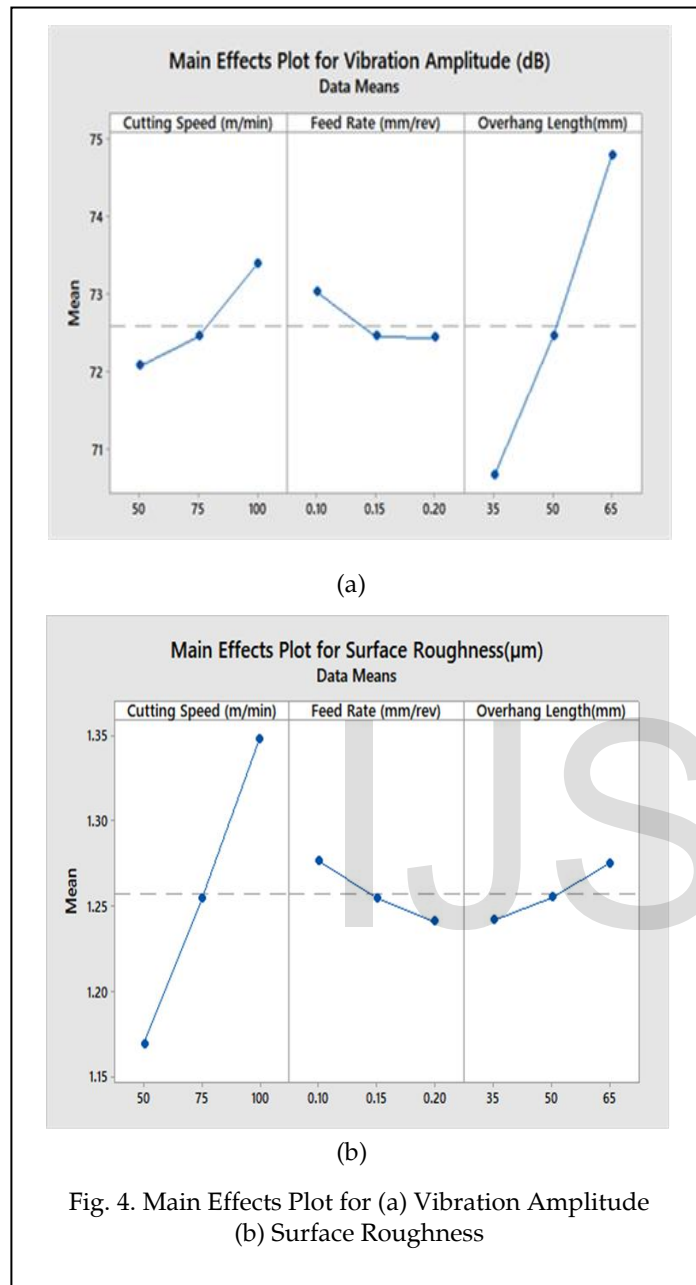 Main Effects Plot for Vibration Amplitude (dB)
Data Means
Cutting Speed (m/min) Feed Rate (mm/rev) Overhang Length(mm)
75
74
73
72
71
Mean
50 75 100 0.10 0.15 0.20 35 50 65
(a)
Main Effects Plot for Surface Roughness(μm)
Data Means
Cutting Speed (m/min) Feed Rate (mm/rev) Overhang Length(mm)
1.35
1.30
1.25
1.20
1.15
Mean
50 75 100 0.10 0.15 0.20 35 50 65
IJS
(b)
Fig. 4. Main Effects Plot for (a) Vibration Amplitude
(b) Surface Roughness